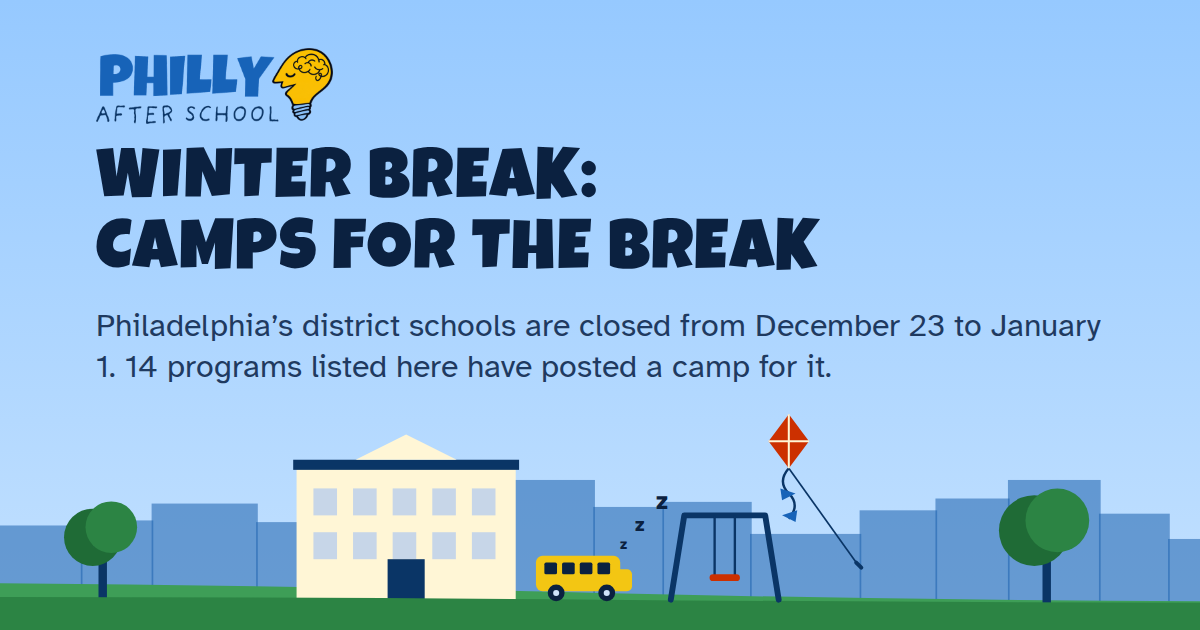 PHILLY
AFTER SCHOOL
WINTER BREAK:
CAMPS FOR THE BREAK
Philadelphia’s district schools are closed from December 23 to January
1. 14 programs listed here have posted a camp for it.
z
z
z